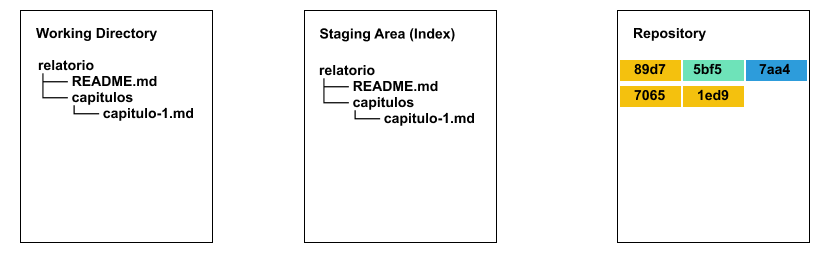 Working Directory
relatorio
README.md
capitulos
capitulo-1.md
Staging Area (Index)
relatorio
README.md
capitulos
capitulo-1.md
Repository
89d7 5bf5 7aa4
7065 1ed9